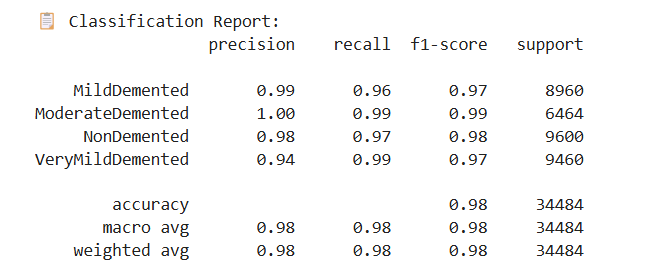 📋 Classification Report:
precision recall f1-score support
MildDemented 0.99 0.96 0.97 8960
ModerateDemented 1.00 0.99 0.99 6464
NonDemented 0.98 0.97 0.98 9600
VeryMildDemented 0.94 0.99 0.97 9460
accuracy 0.98 34484
macro avg 0.98 0.98 0.98 34484
weighted avg 0.98 0.98 0.98 34484